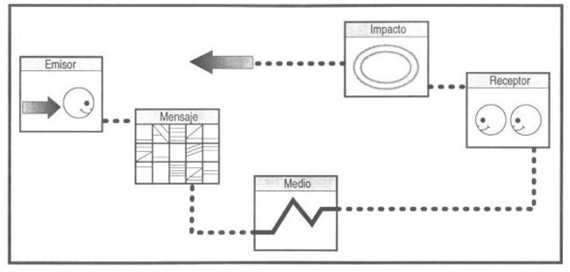 Emisor
Mensaje
Medio
Receptor
Impacto